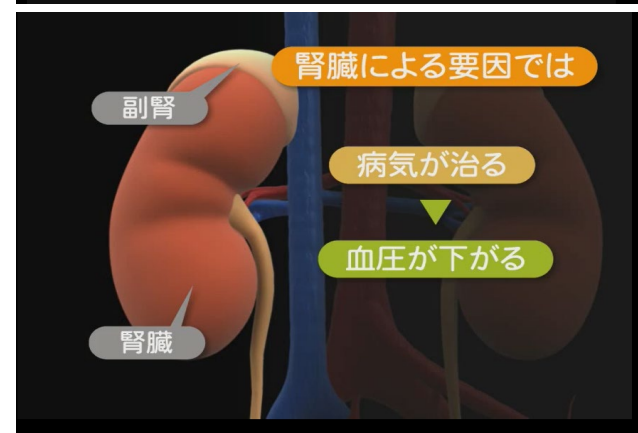 腎臓による要因では
副腎
病気が治る
血圧が下がる
腎臓